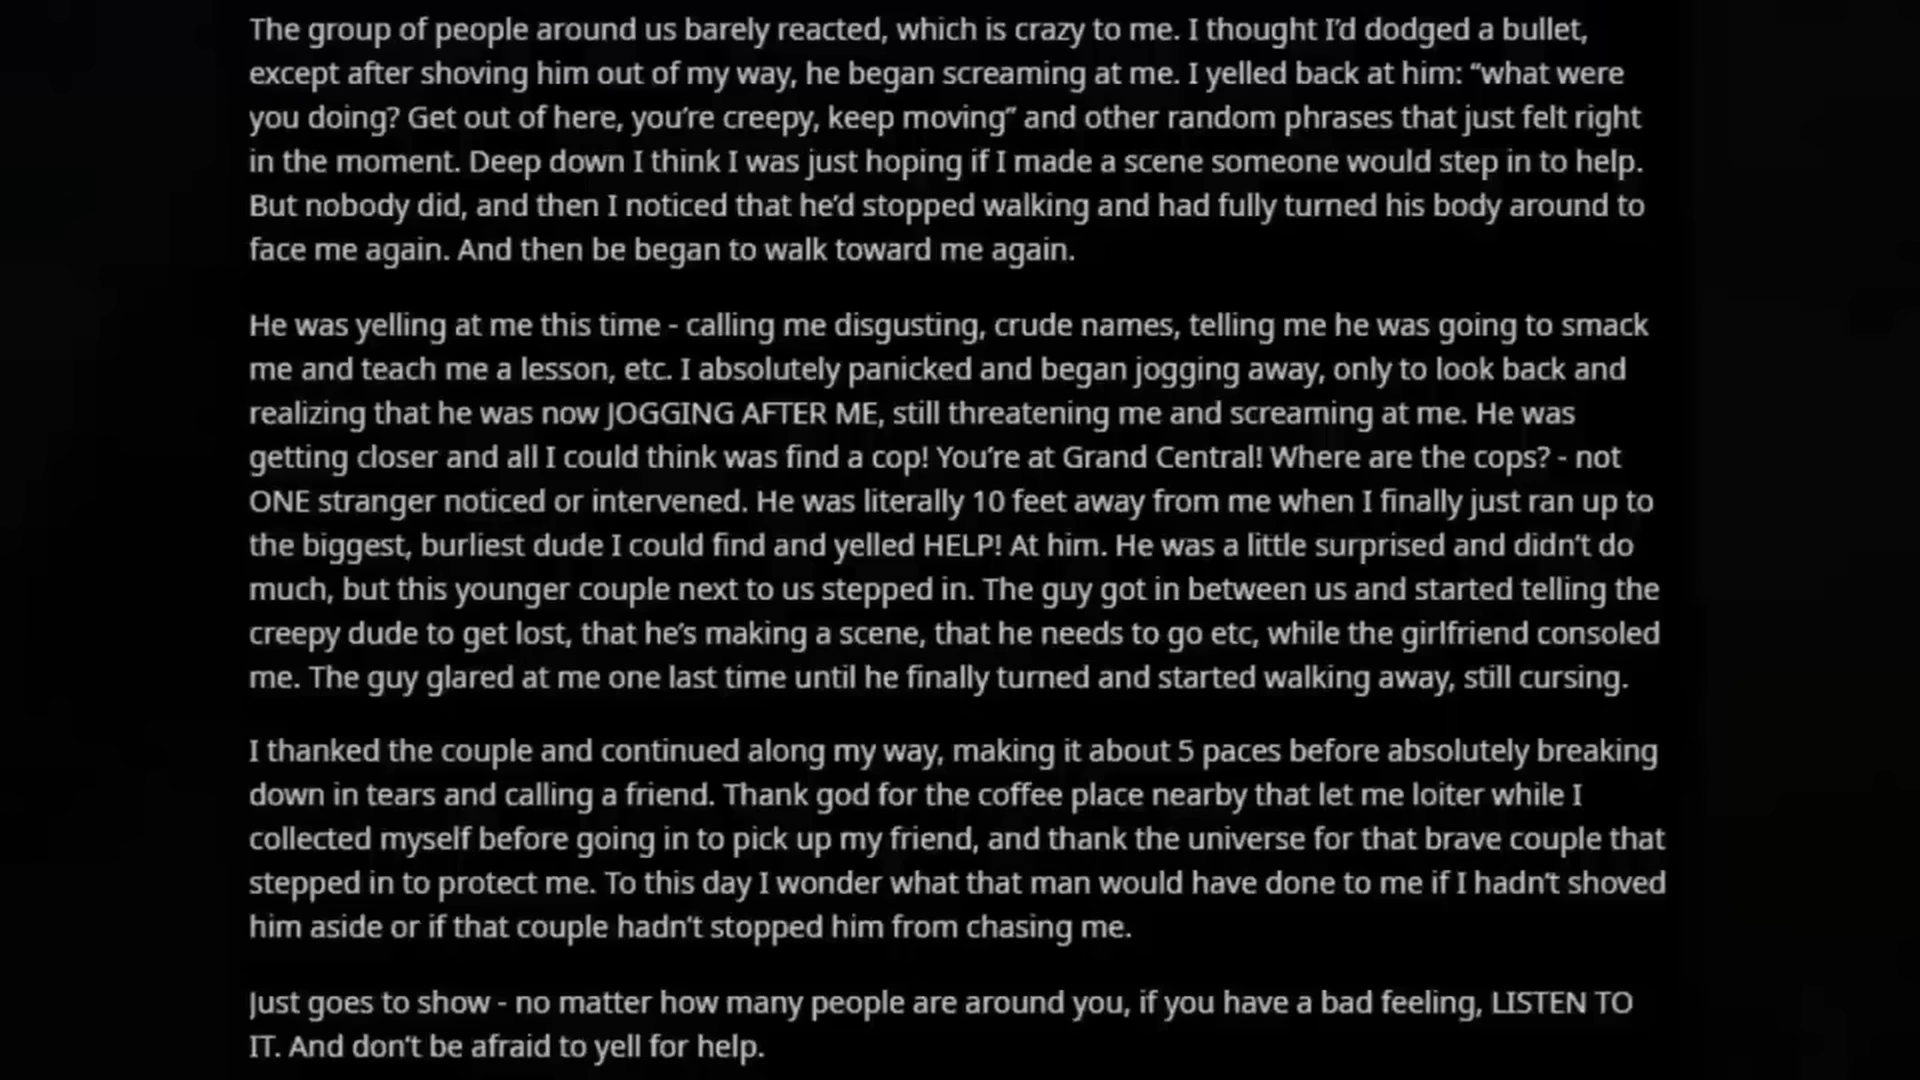 The group of people around us barely reacted, which is crazy to me. I thought I’d dodged a bullet,
except after shoving him out of my way, he began screaming at me. I yelled back at him: “what were
you doing? Get out of here, you’re creepy, keep moving” and other random phrases that just felt right
in the moment. Deep down I think I was just hoping if I made a scene someone would step in to help.
But nobody did, and then I noticed that he’d stopped walking and had fully turned his body around to
face me again. And then be began to walk toward me again.
He was yelling at me this time - calling me disgusting, crude names, telling me he was going to smack
me and teach me a lesson, etc. I absolutely panicked and began jogging away, only to look back and
realizing that he was now JOGGING AFTER ME, still threatening me and screaming at me. He was
getting closer and all I could think was find a cop! You’re at Grand Central! Where are the cops? - not
ONE stranger noticed or intervened. He was literally 10 feet away from me when I finally just ran up to
the biggest, burliest dude I could find and yelled HELP! At him. He was a little surprised and didn’t do
much, but this younger couple next to us stepped in. The guy got in between us and started telling the
creepy dude to get lost, that he’s making a scene, that he needs to go etc, while the girlfriend consoled
me. The guy glared at me one last time until he finally turned and started walking away, still cursing.
I thanked the couple and continued along my way, making it about 5 paces before absolutely breaking
down in tears and calling a friend. Thank god for the coffee place nearby that let me loiter while I
collected myself before going in to pick up my friend, and thank the universe for that brave couple that
stepped in to protect me. To this day I wonder what that man would have done to me if I hadn’t shoved
him aside or if that couple hadn’t stopped him from chasing me.
Just goes to show - no matter how many people are around you, if you have a bad feeling, LISTEN TO
IT. And don’t be afraid to yell for help.